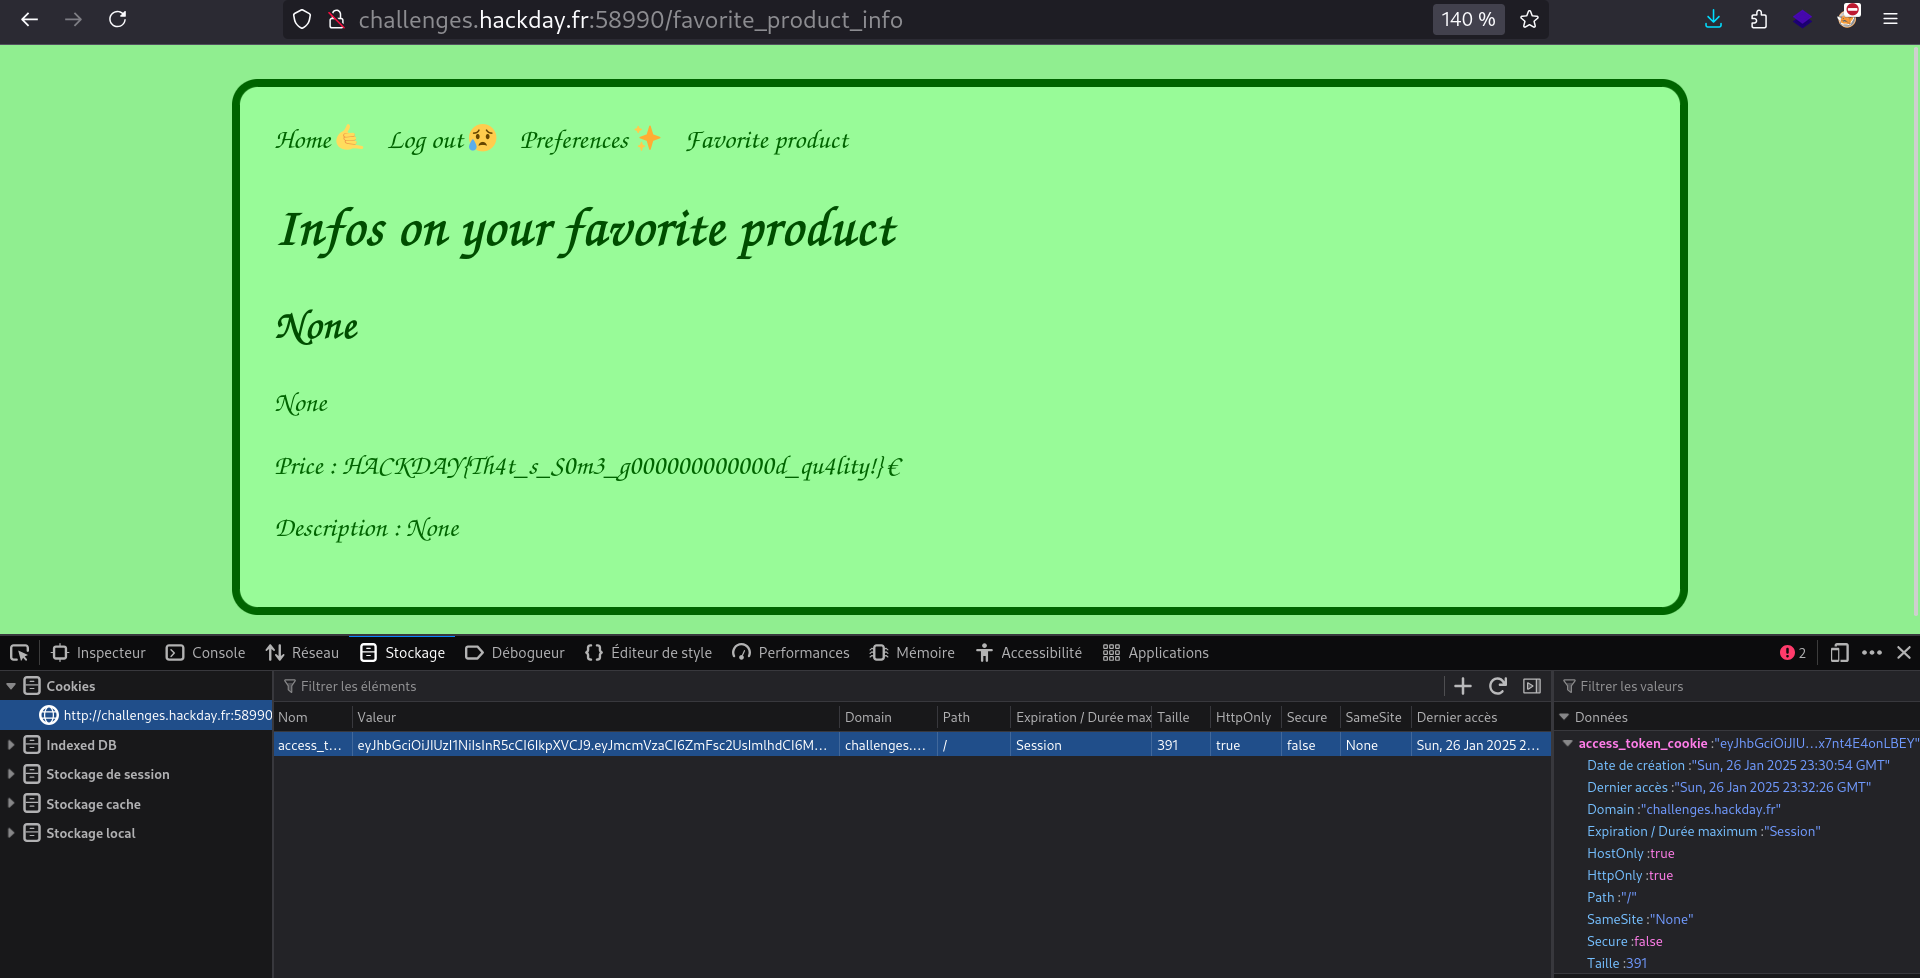 challenges.hackday.fr:58990/favorite_product_info
140 %
Home Log out Preferences Favorite product
Infos on your favorite product
None
None
Price : HACKDAY{Th4t_s_S0m3_g000000000000d_qu4lity!}€
Description : None
Inspecteur Console Réseau Stockage Débogueur Éditeur de style Performances Mémoire Accessibilité Applications 2
Cookies
http://challenges.hackday.fr:58990
Indexed DB
Stockage de session
Stockage cache
Stockage local
Filtrer les éléments
Nom Valeur Domain Path Expiration / Durée max Taille HttpOnly Secure SameSite Dernier accès
access_t... eyJhbGciOiJIUzI1NiIsInR5cCI6IkpXVCJ9.eyJmcmVzaCI6ZmFsc2UsImlhdCI6M... challenges.... / Session 391 true false None Sun, 26 Jan 2025 2...
Filtrer les valeurs
Données
access_token_cookie :"eyJhbGciOiJIU...x7nt4E4onLBEY"
Date de création :"Sun, 26 Jan 2025 23:30:54 GMT"
Dernier accès :"Sun, 26 Jan 2025 23:32:26 GMT"
Domain :"challenges.hackday.fr"
Expiration / Durée maximum :"Session"
HostOnly :true
HttpOnly :true
Path :"/"
SameSite :"None"
Secure :false
Taille :391